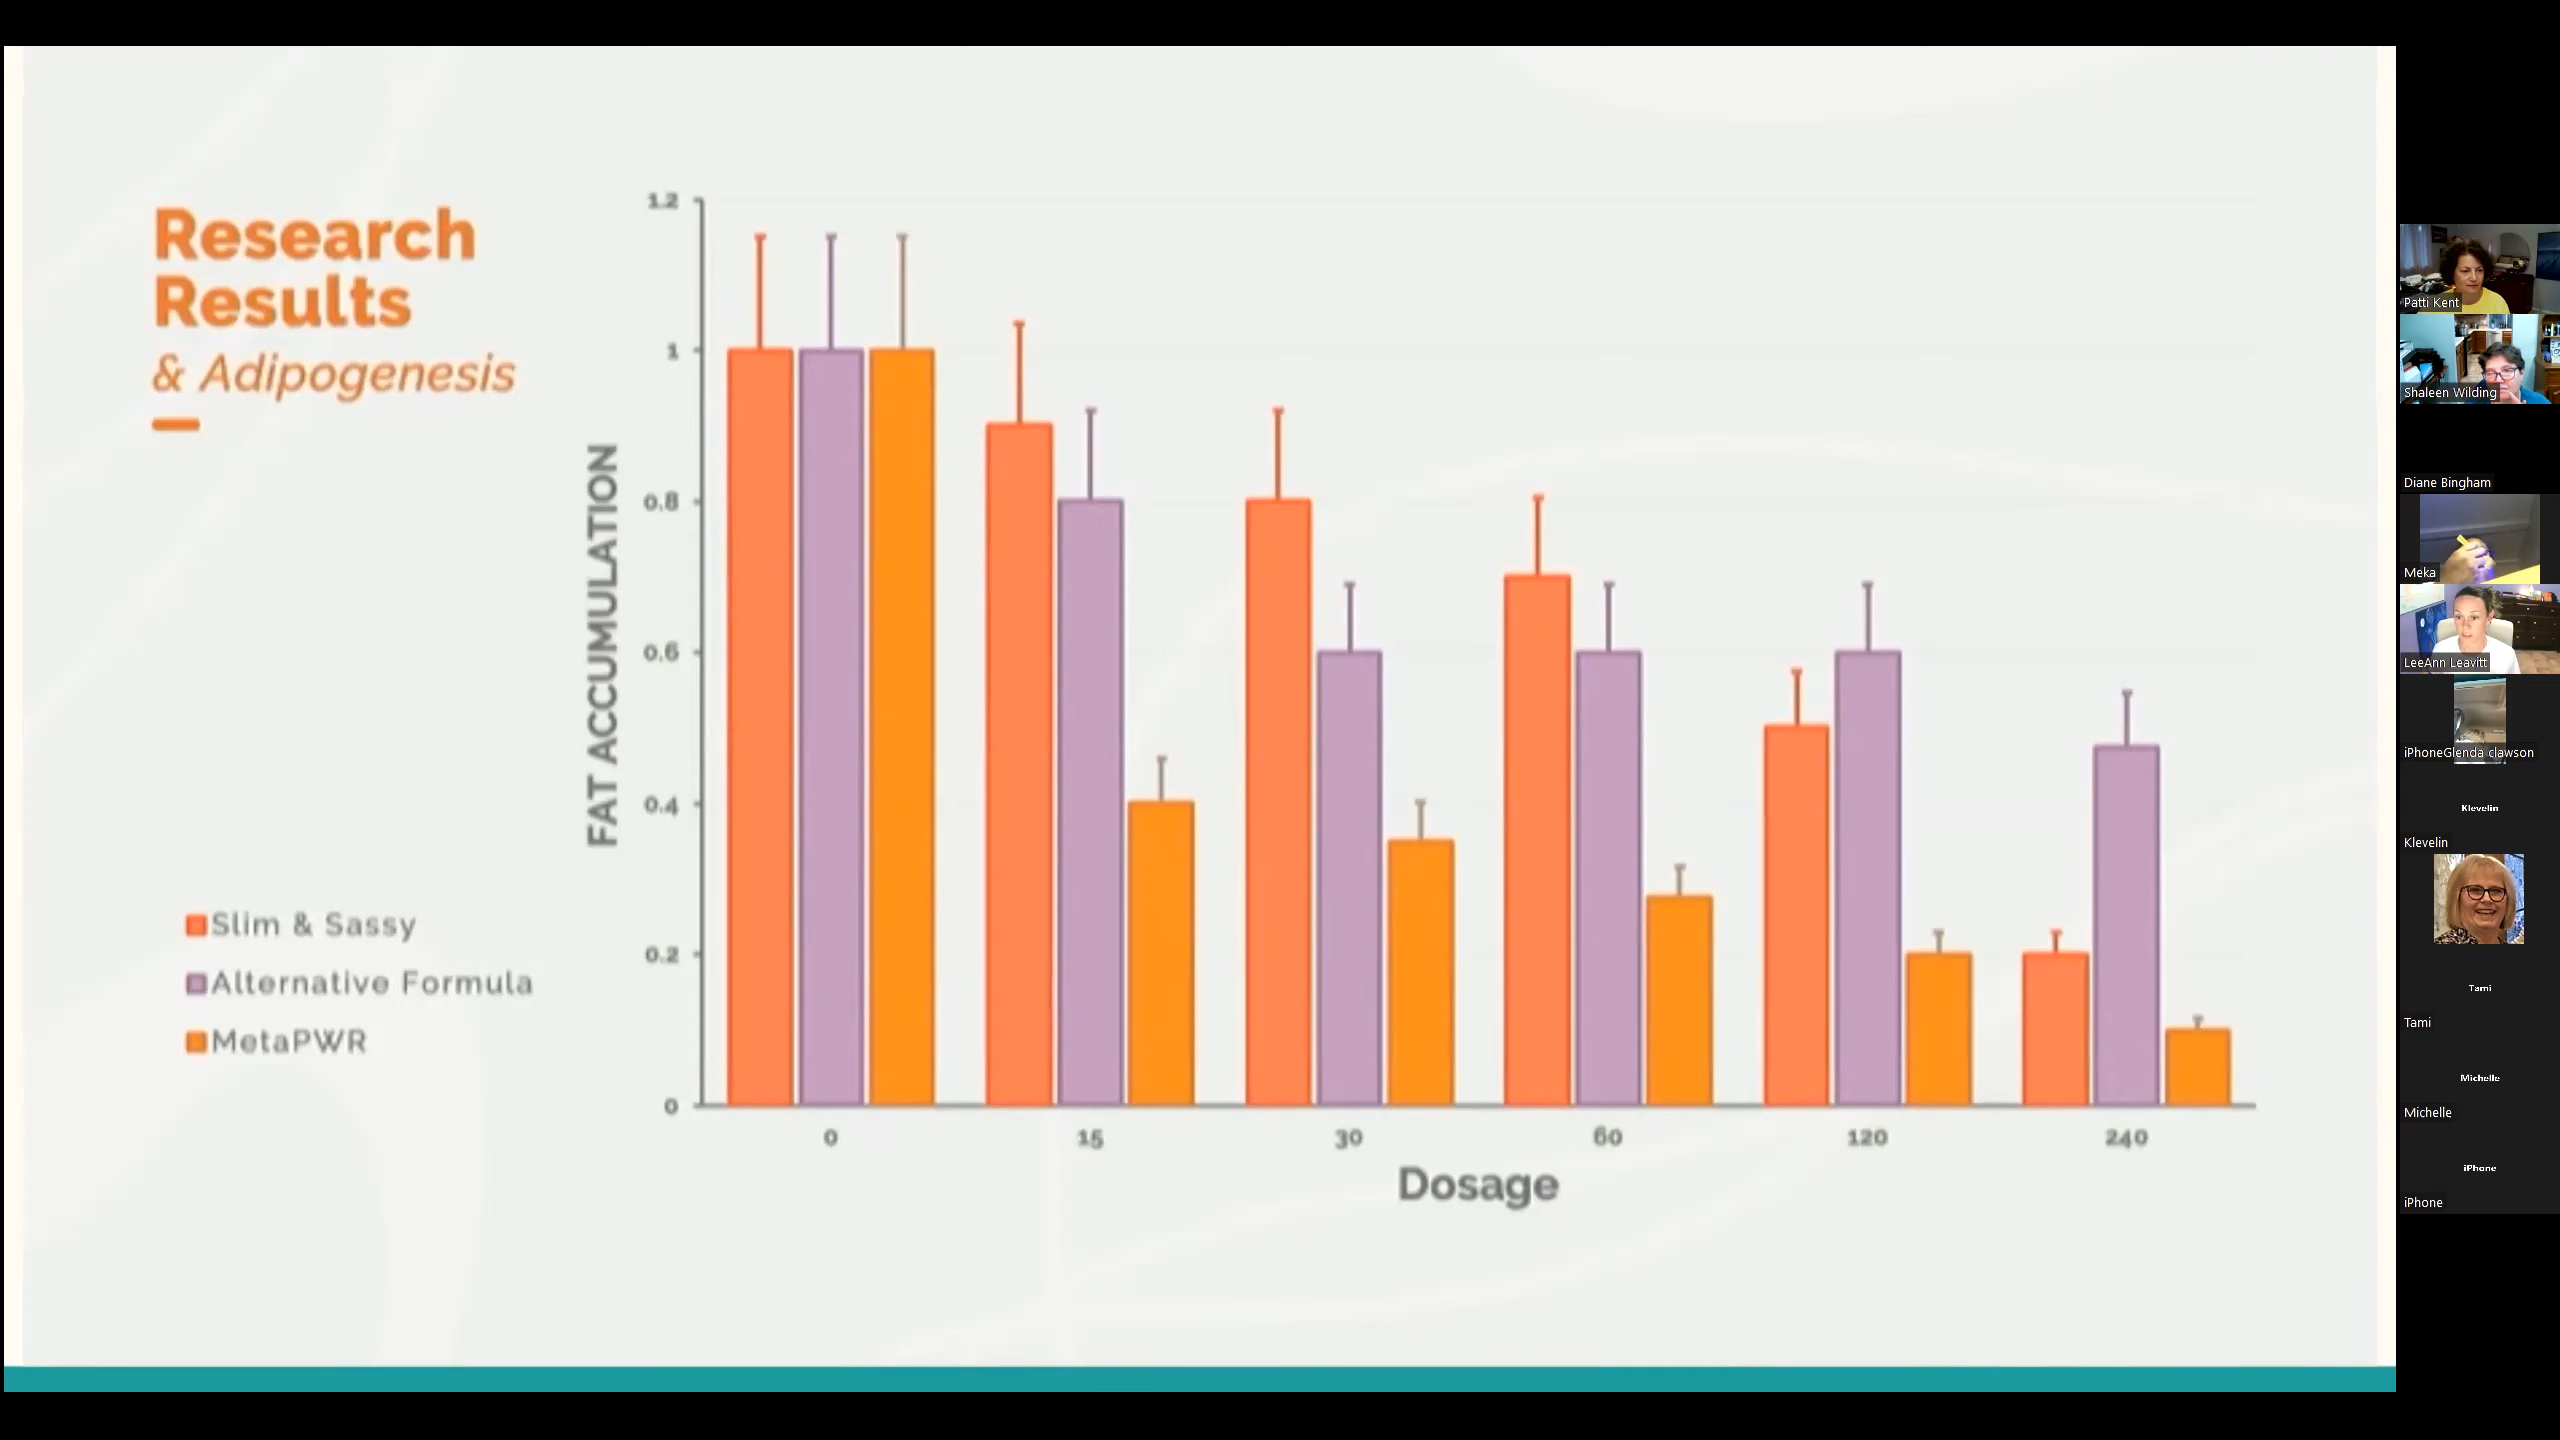 Research
Results
& Adipogenesis
Slim & Sassy
Alternative Formula
MetaPWR
FAT ACCUMULATION
1.2
1
0.8
0.6
0.4
0.2
0
0 15 30 60 120 240
Dosage
Patti Kent
Shaleen Wilding
Diane Bingham
Meka
LeeAnn Leavitt
iPhoneGlenda clawson
Klevelin
Klevelin
Tami
Tami
Michelle
Michelle
iPhone
iPhone